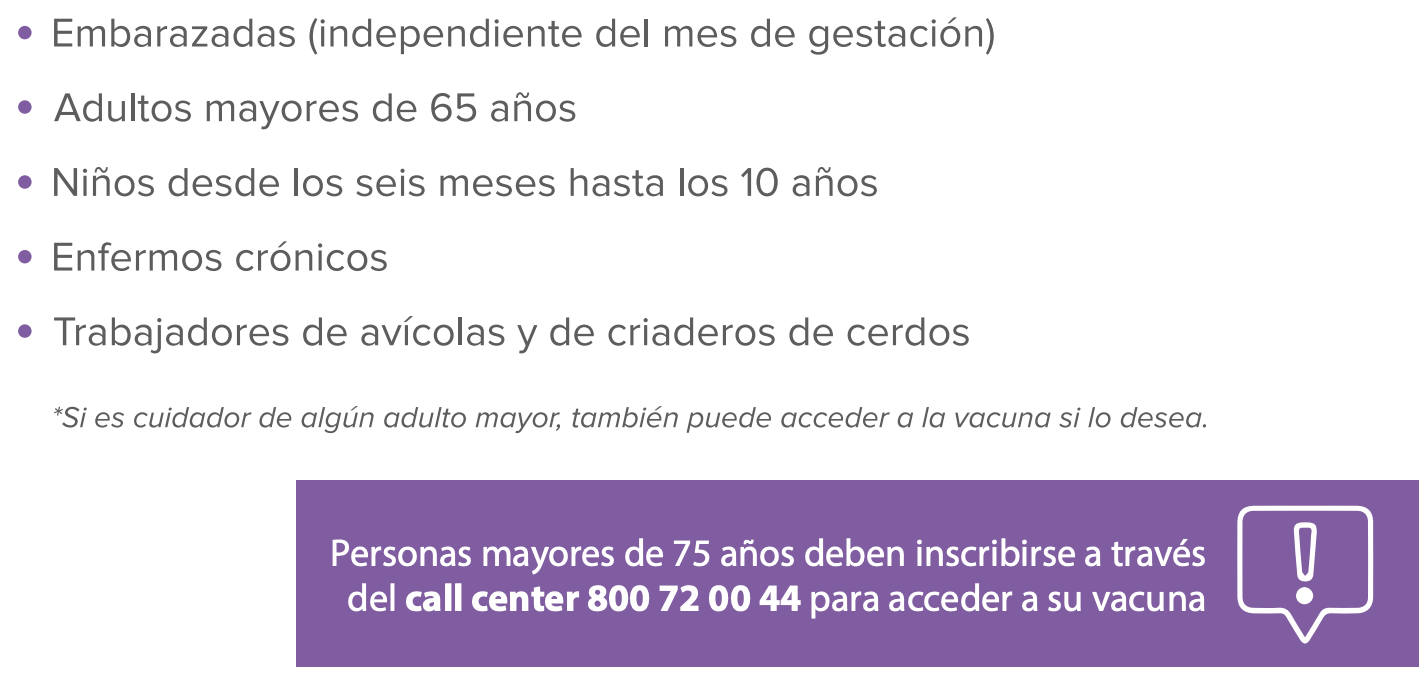 • Embarazadas (independiente del mes de gestación)
• Adultos mayores de 65 años
• Niños desde los seis meses hasta los 10 años
• Enfermos crónicos
• Trabajadores de avícolas y de criaderos de cerdos
*Si es cuidador de algún adulto mayor, también puede acceder a la vacuna si lo desea.
Personas mayores de 75 años deben inscribirse a través
del call center 800 72 00 44 para acceder a su vacuna